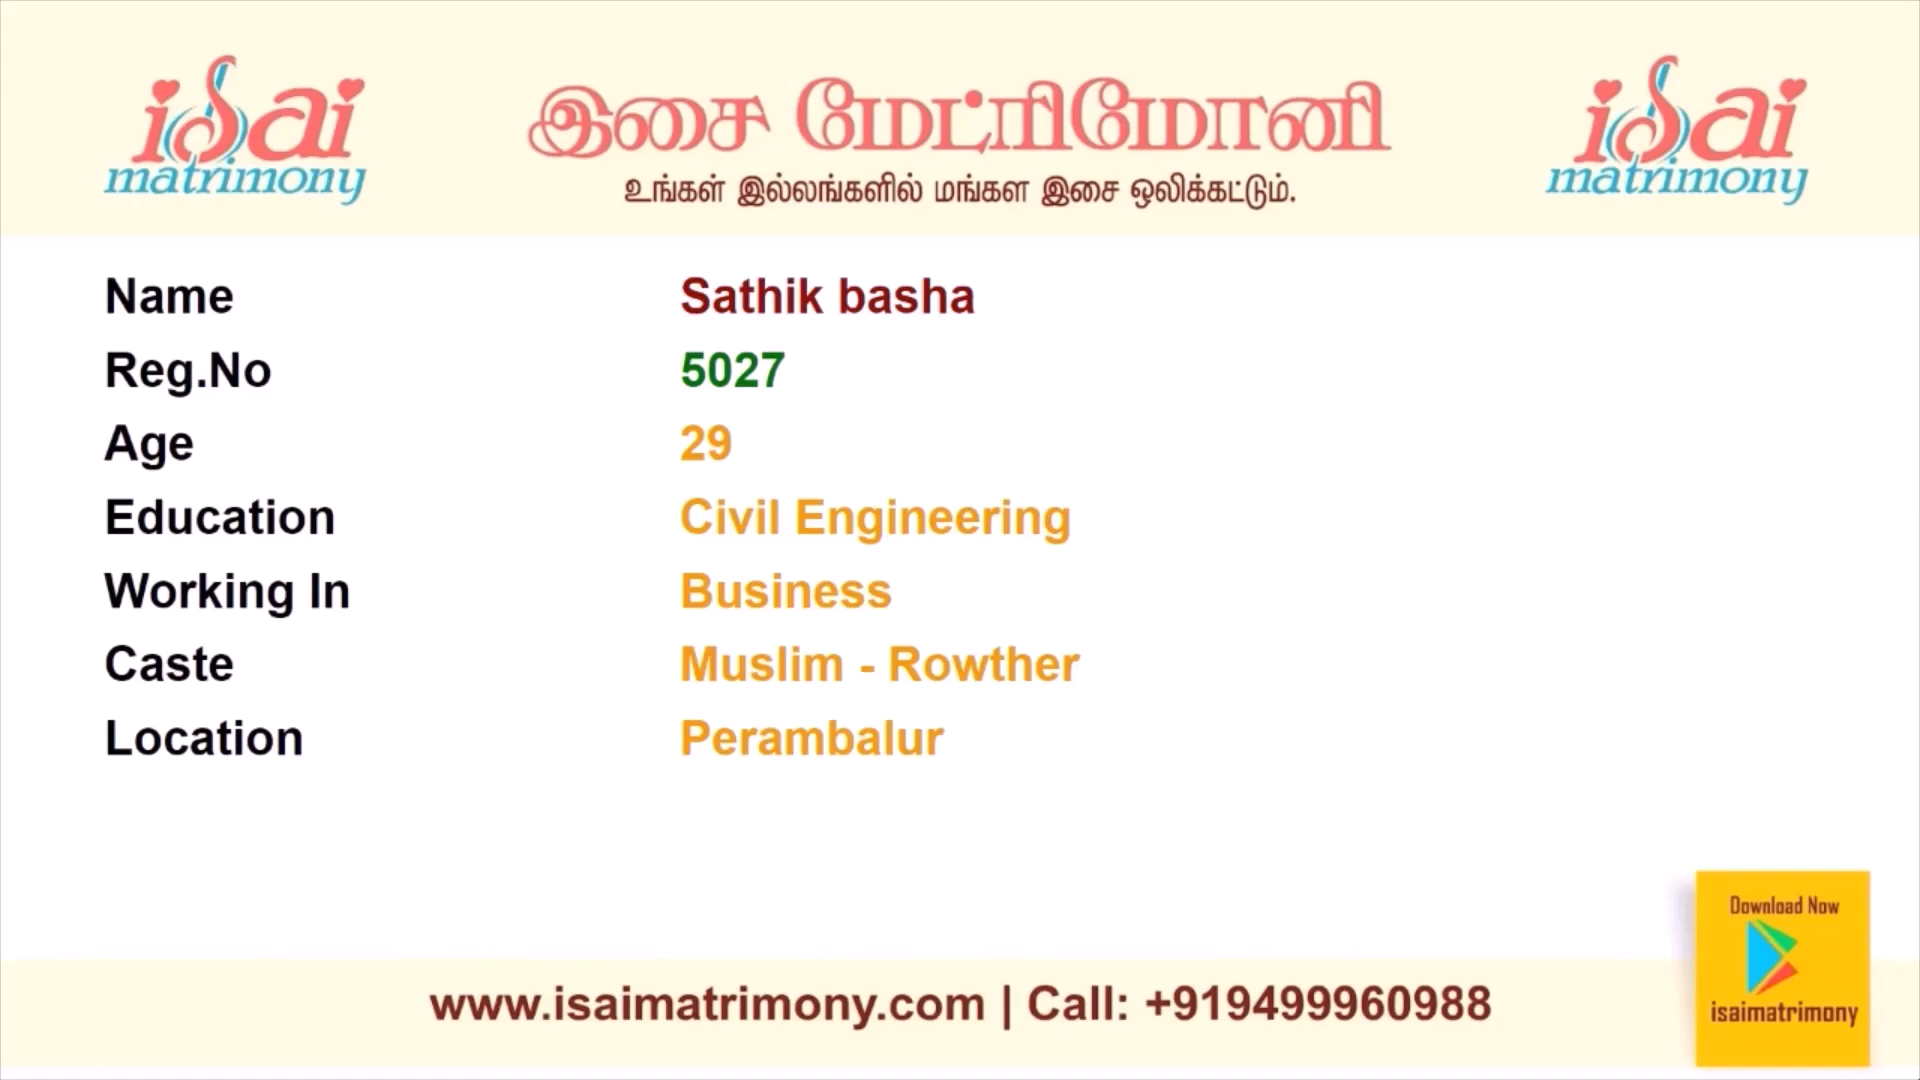 isai
matrimony
இசை மேட்ரிமோனி
உங்கள் இல்லங்களில் மங்கள இசை ஒலிக்கட்டும்.
isai
matrimony
Name Sathik basha
Reg.No 5027
Age 29
Education Civil Engineering
Working In Business
Caste Muslim - Rowther
Location Perambalur
Download Now
isaimatrimony
www.isaimatrimony.com | Call: +919499960988